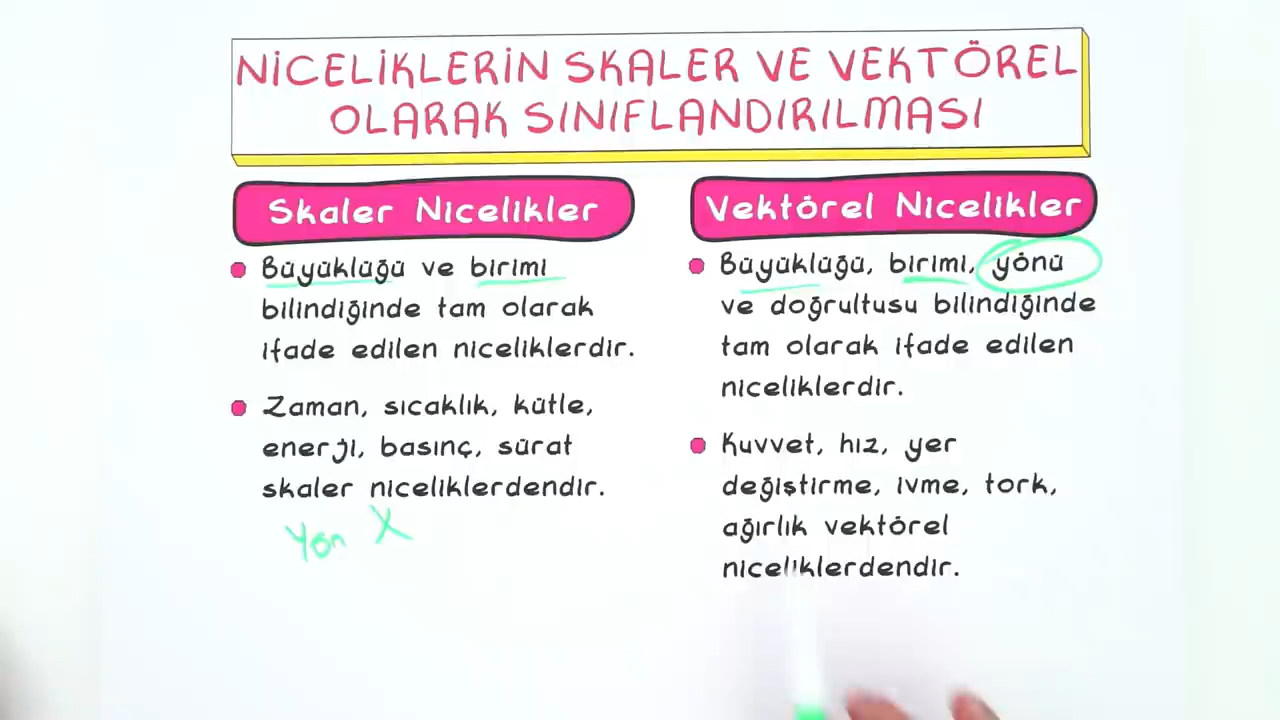 NİCELİKLERİN SKALER VE VEKTÖREL
OLARAK SINIFLANDIRILMASI
Skaler Nicelikler
Büyüklüğü ve birimi
bilindiğinde tam olarak
ifade edilen niceliklerdir.
Zaman, sıcaklık, kütle,
enerji, basınç, sürat
skaler niceliklerdendir.
Yön X
Vektörel Nicelikler
Büyüklüğü, birimi, yönü
ve doğrultusu bilindiğinde
tam olarak ifade edilen
niceliklerdir.
Kuvvet, hız, yer
değiştirme, ivme, tork,
ağırlık vektörel
niceliklerdendir.